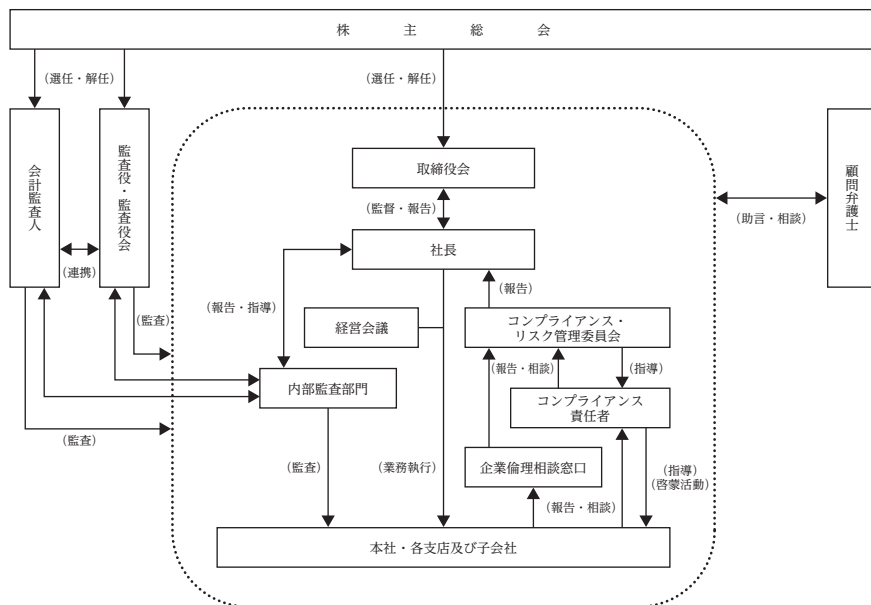 株主総会
(選任・解任)
(選任・解任)
会計監査人
監査役・監査役会
取締役会
顧問弁護士
(監督・報告)
(助言・相談)
社長
(連携)
(報告)
(報告・指導)
経営会議
コンプライアンス・
リスク管理委員会
(監査)
(報告・相談)
(指導)
内部監査部門
コンプライアンス
責任者
(監査)
(監査)
(業務執行)
企業倫理相談窓口
(指導)
(啓蒙活動)
(報告・相談)
本社・各支店及び子会社